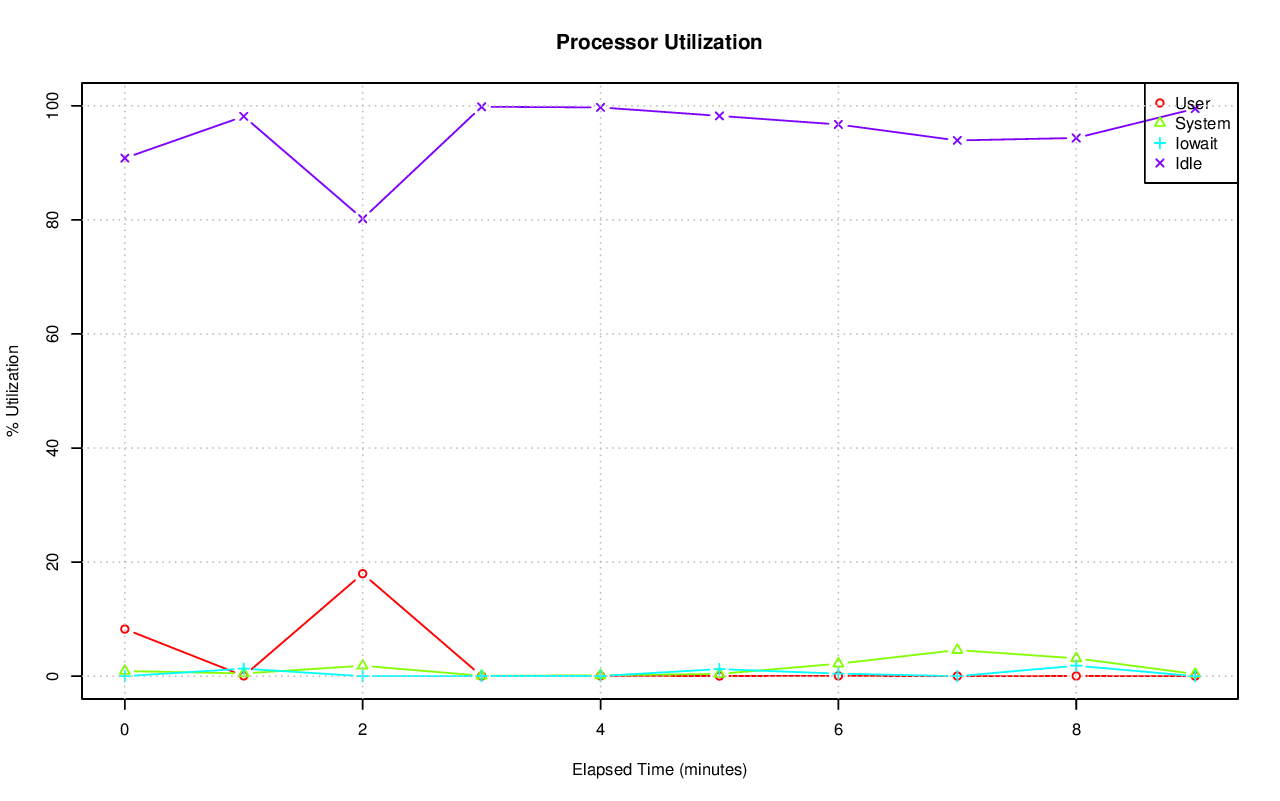 Processor Utilization
% Utilization
100
80
60
40
20
0
User
System
Iowait
Idle
0 2 4 6 8
Elapsed Time (minutes)